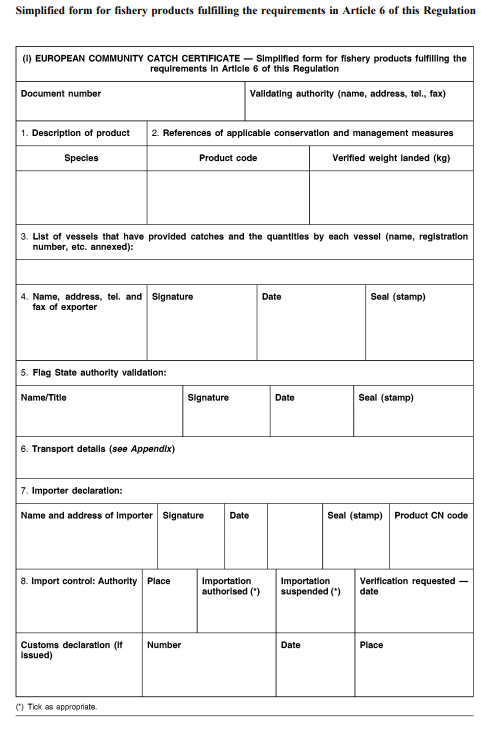 Simplified form for fishery products fulfilling the requirements in Article 6 of this Regulation
(i) EUROPEAN COMMUNITY CATCH CERTIFICATE — Simplified form for fishery products fulfilling the
requirements in Article 6 of this Regulation
Document number
Validating authority (name, address, tel., fax)
1. Description of product
2. References of applicable conservation and management measures
Species
Product code
Verified weight landed (kg)
3. List of vessels that have provided catches and the quantities by each vessel (name, registration
number, etc. annexed):
4. Name, address, tel. and
fax of exporter
Signature
Date
Seal (stamp)
5. Flag State authority validation:
Name/Title
Signature
Date
Seal (stamp)
6. Transport details (see Appendix)
7. Importer declaration:
Name and address of importer
Signature
Date
Seal (stamp)
Product CN code
8. Import control: Authority
Place
Importation
authorised (*)
Importation
suspended (*)
Verification requested —
date
Customs declaration (if
issued)
Number
Date
Place
(*) Tick as appropriate.